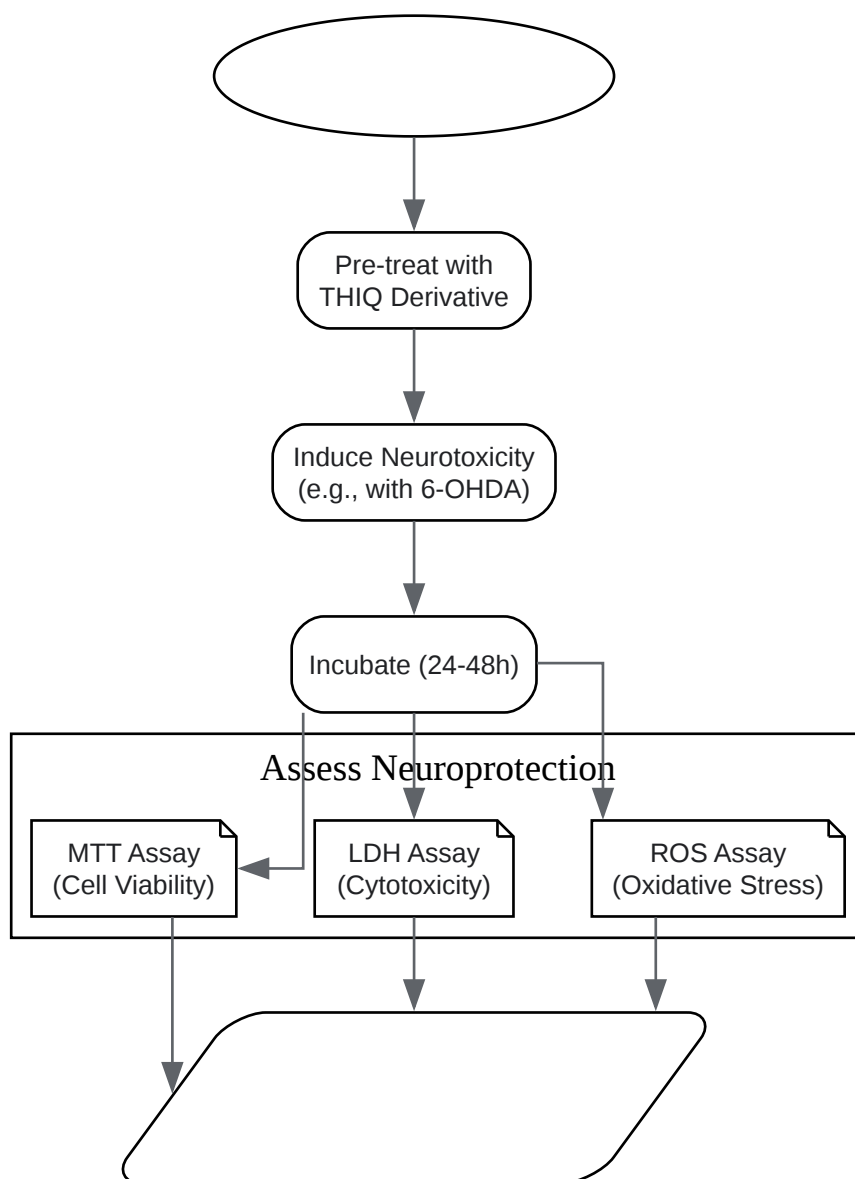 Pre-treat with
THIQ Derivative
Induce Neurotoxicity
(e.g., with 6-OHDA)
Incubate (24-48h)
Assess Neuroprotection
MTT Assay
(Cell Viability)
LDH Assay
(Cytotoxicity)
ROS Assay
(Oxidative Stress)